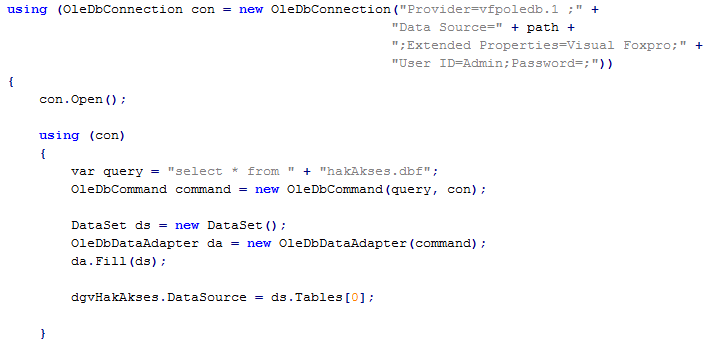 using (OleDbConnection con = new OleDbConnection("Provider=vfpoledb.1 ;" +
"Data Source=" + path +
";Extended Properties=Visual Foxpro;" +
"User ID=Admin;Password=;"))
{
con.Open();
using (con)
{
var query = "select * from " + "hakAkses.dbf";
OleDbCommand command = new OleDbCommand(query, con);
DataSet ds = new DataSet();
OleDbDataAdapter da = new OleDbDataAdapter(command);
da.Fill(ds);
dgvHakAkses.DataSource = ds.Tables[0];
}